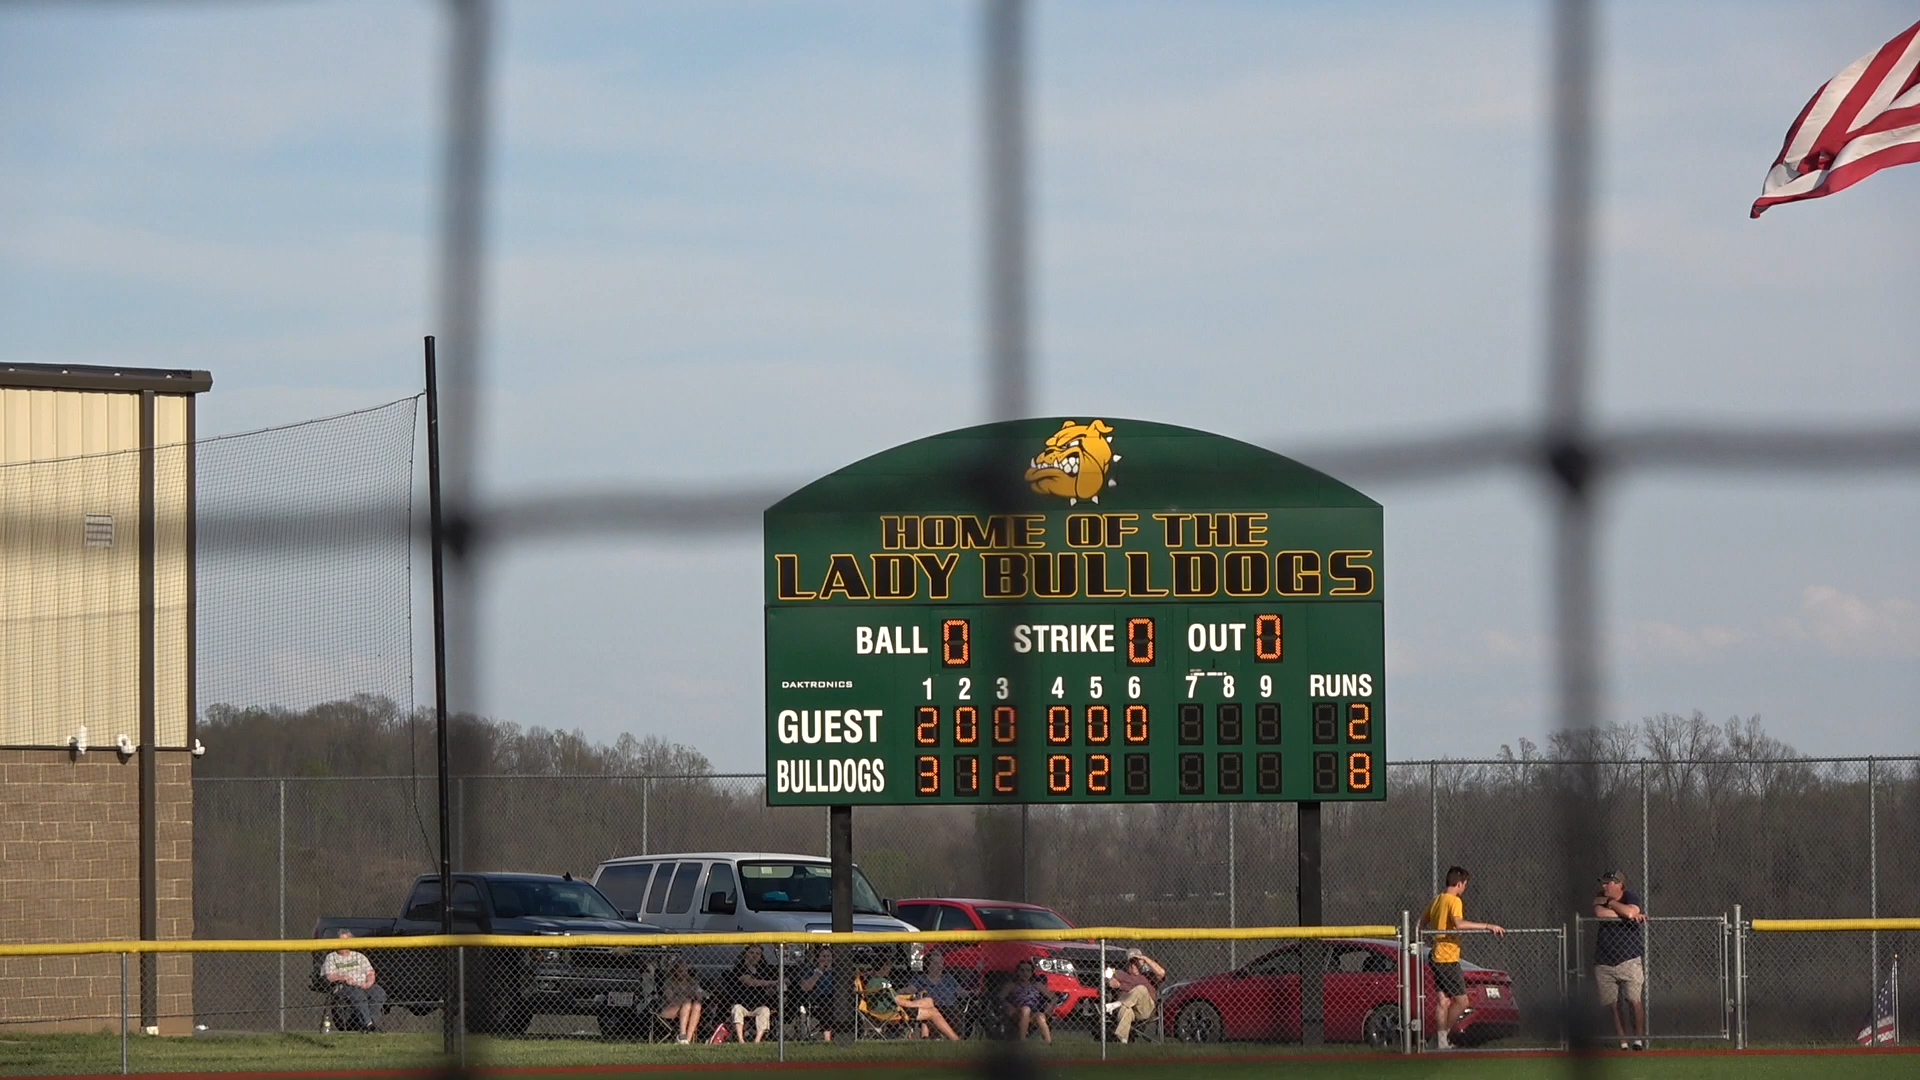 HOME OF THE
LADY BULLDOGS
BALL 0 STRIKE 0 OUT 0
DAKTRONICS 1 2 3 4 5 6 7 8 9 RUNS
GUEST 2 0 0 0 0 0 2
BULLDOGS 3 1 2 0 2 8